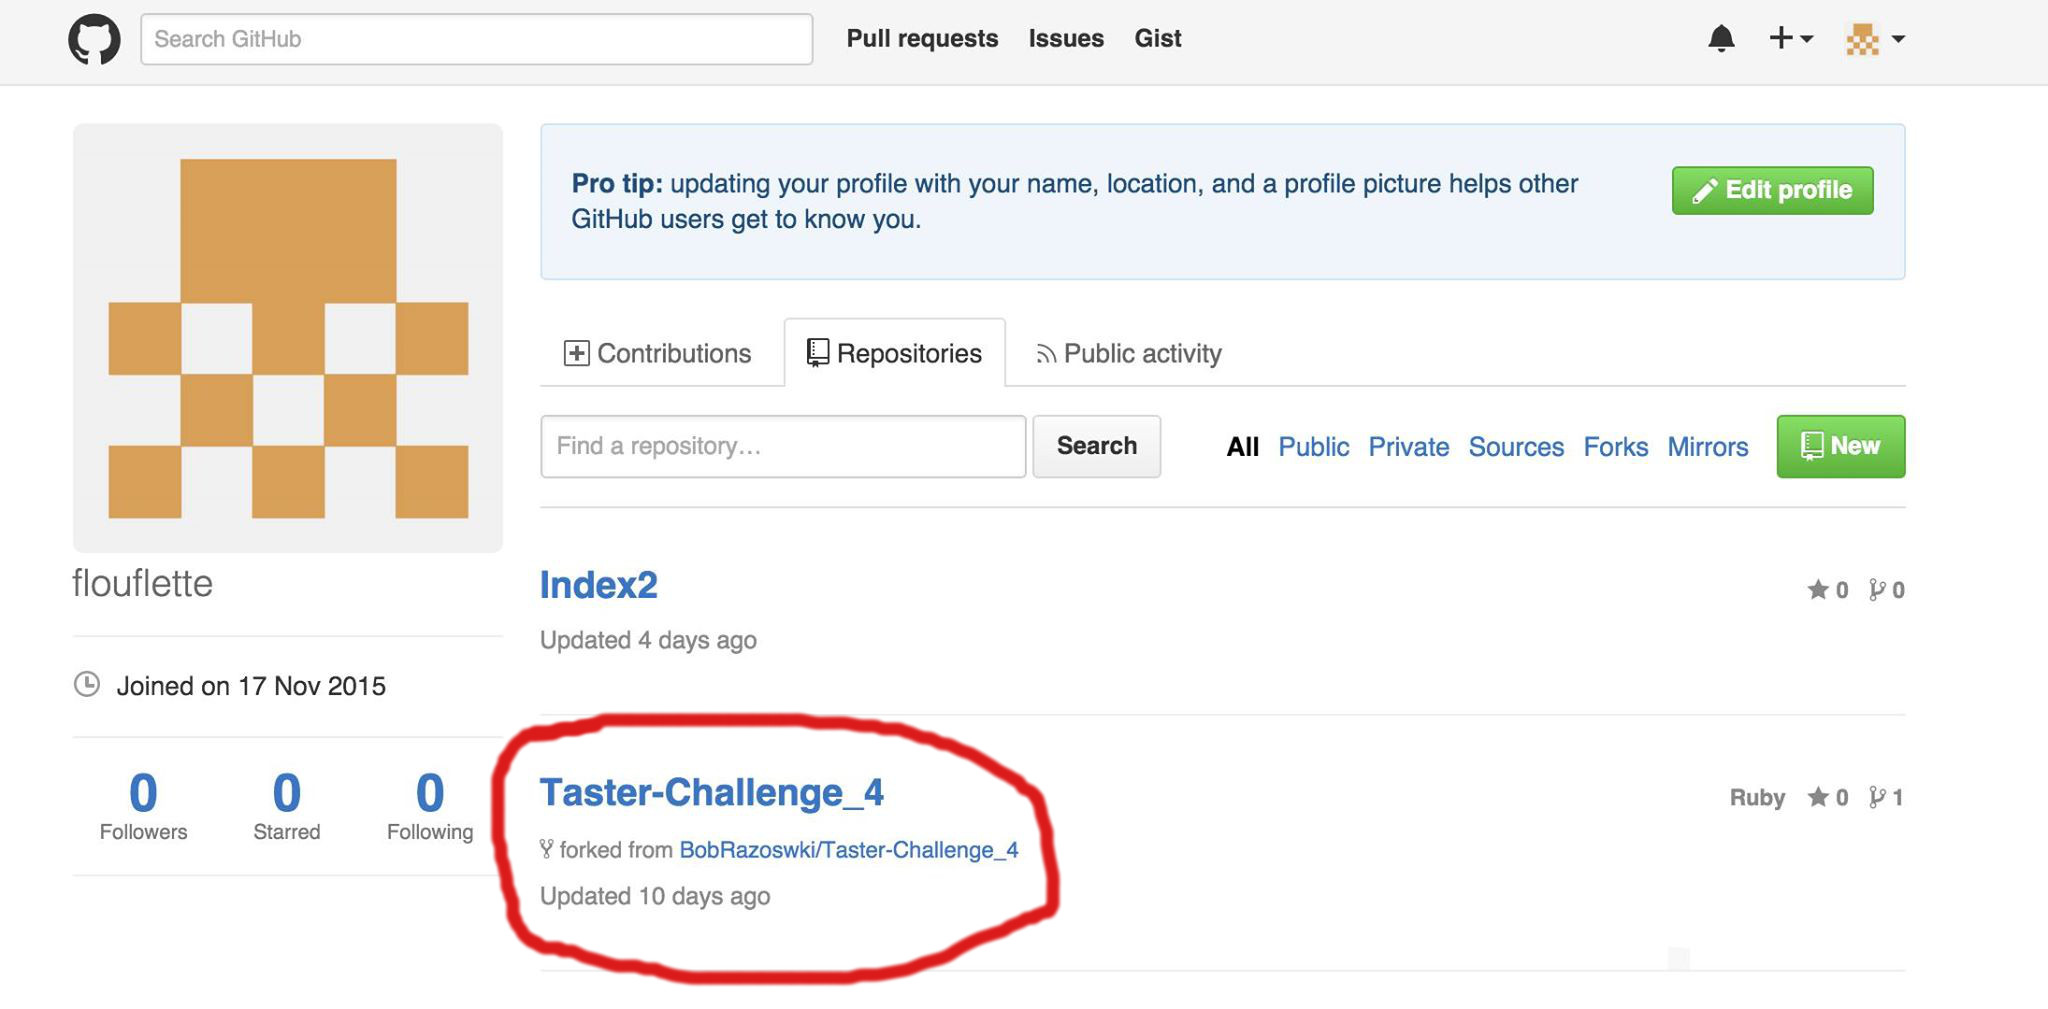 Search GitHub
Pull requests Issues Gist
Pro tip: updating your profile with your name, location, and a profile picture helps other
GitHub users get to know you.
Edit profile
Contributions Repositories Public activity
Find a repository... Search All Public Private Sources Forks Mirrors New
flouflette
Joined on 17 Nov 2015
0 0 0
Followers Starred Following
Index2 0 0
Updated 4 days ago
Taster-Challenge_4 Ruby 0 1
forked from BobRazoswki/Taster-Challenge_4
Updated 10 days ago